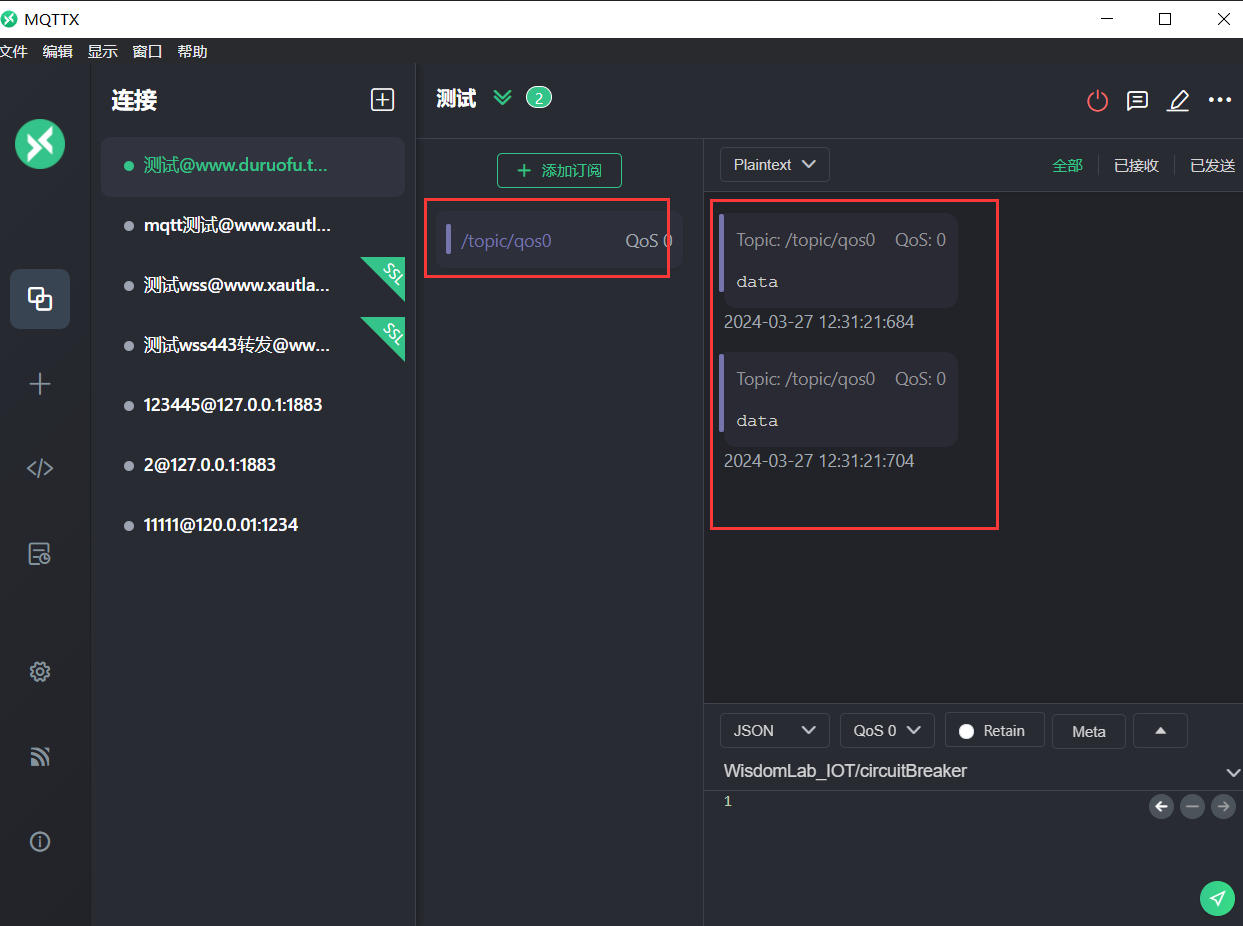 MQTTX
文件 编辑 显示 窗口 帮助
连接
测试@www.duruofu.t...
mqtt测试@www.xautl...
测试wss@www.xautla...
SSL
测试wss443转发@ww...
SSL
123445@127.0.0.1:1883
2@127.0.0.1:1883
11111@120.0.01:1234
测试 2
添加订阅
/topic/qos0 QoS 0
Plaintext 全部 已接收 已发送
Topic: /topic/qos0 QoS: 0
data
2024-03-27 12:31:21:684
Topic: /topic/qos0 QoS: 0
data
2024-03-27 12:31:21:704
JSON QoS 0 Retain Meta
WisdomLab_IOT/circuitBreaker
1